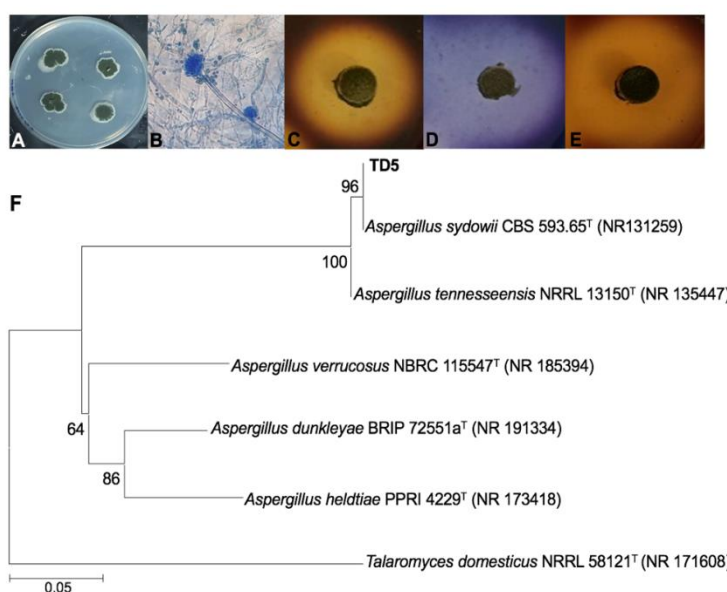 A
B
C
D
E
F
TD5
96
Aspergillus sydowii CBS 593.65ᵀ (NR131259)
100
Aspergillus tennesseensis NRRL 13150ᵀ (NR 135447)
Aspergillus verrucosus NBRC 115547ᵀ (NR 185394)
64
Aspergillus dunkleyae BRIP 72551aᵀ (NR 191334)
86
Aspergillus heldtiae PPRI 4229ᵀ (NR 173418)
Talaromyces domesticus NRRL 58121ᵀ (NR 171608)
0.05